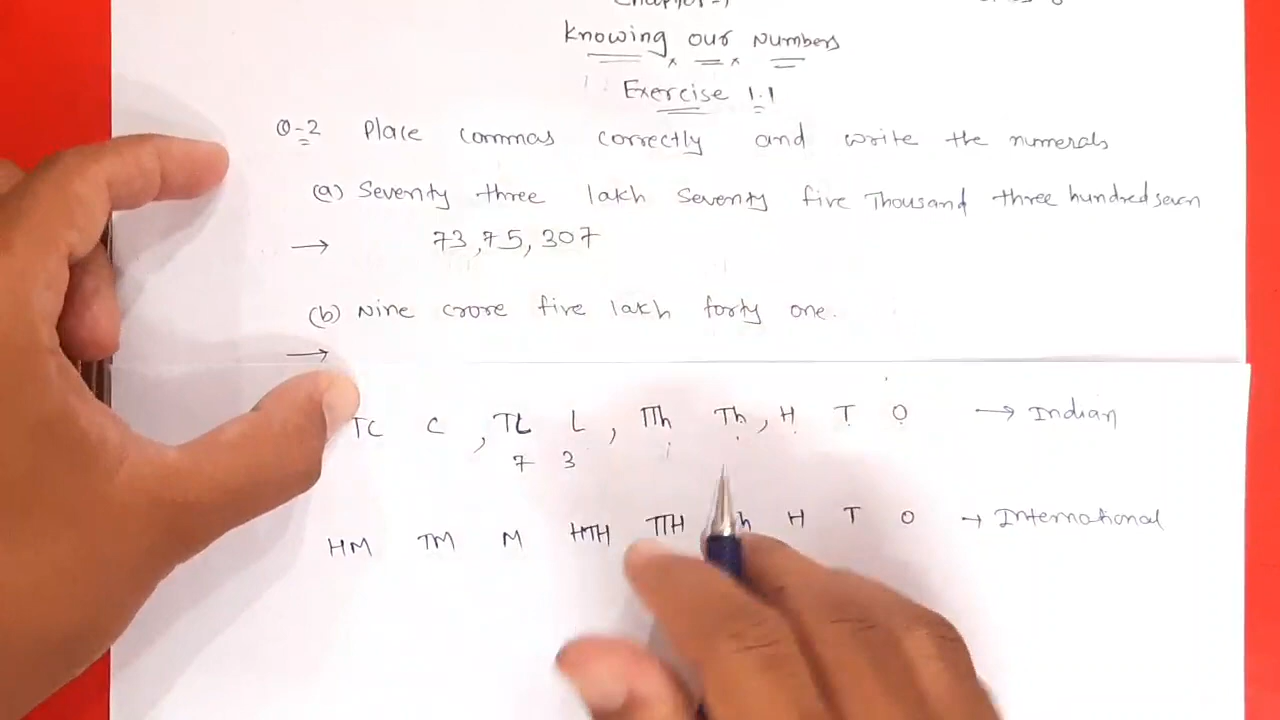 Knowing our Numbers
Exercise 1.1
Q-2 Place commas correctly and write the numerals
(a) Seventy three lakh Seventy five Thousand three hundred seven
→ 73,75,307
(b) Nine crore five lakh forty one.
→
TC C , TL L , TTh Th , H T O → Indian
7 3
HM TM M HTH TTH H T O → International